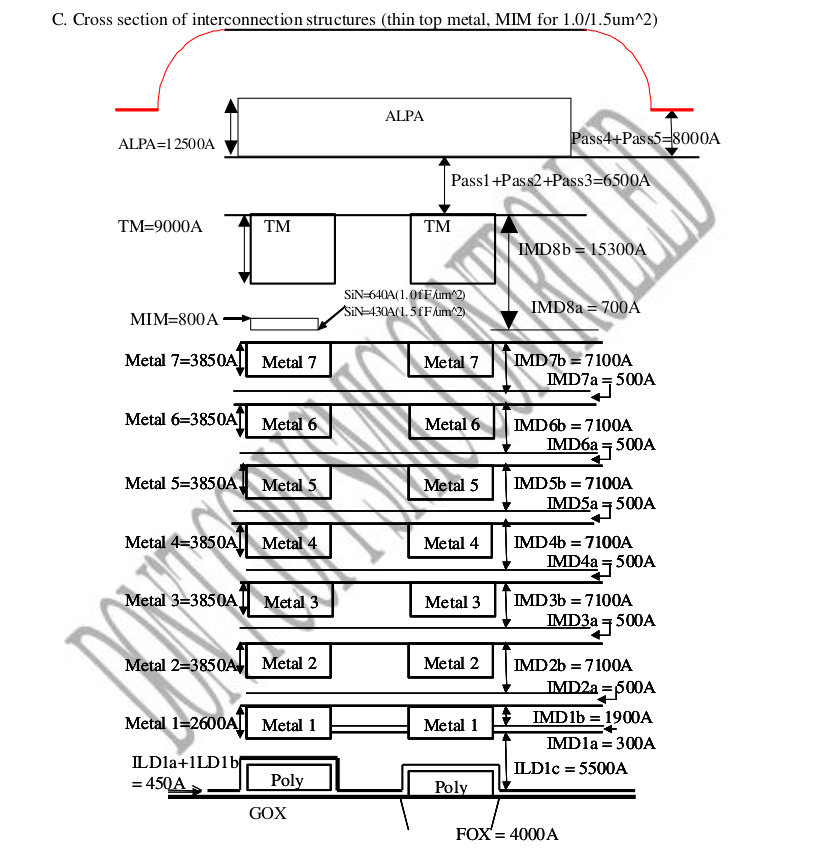 C. Cross section of interconnection structures (thin top metal, MIM for 1.0/1.5um^2)
ALPA
ALPA=12500A
Pass4+Pass5=8000A
Pass1+Pass2+Pass3=6500A
TM=9000A
TM
TM
IMD8b = 15300A
SiN=640A(1.0fF/um^2)
SiN=430A(1.5fF/um^2)
IMD8a = 700A
MIM=800A
Metal 7=3850A
Metal 7
Metal 7
IMD7b = 7100A
IMD7a = 500A
Metal 6=3850A
Metal 6
Metal 6
IMD6b = 7100A
IMD6a = 500A
Metal 5=3850A
Metal 5
Metal 5
IMD5b = 7100A
IMD5a = 500A
Metal 4=3850A
Metal 4
Metal 4
IMD4b = 7100A
IMD4a = 500A
Metal 3=3850A
Metal 3
Metal 3
IMD3b = 7100A
IMD3a = 500A
Metal 2=3850A
Metal 2
Metal 2
IMD2b = 7100A
IMD2a = 500A
Metal 1=2600A
Metal 1
Metal 1
IMD1b = 1900A
IMD1a = 300A
ILD1a+1LD1b
= 450A
Poly
Poly
ILD1c = 5500A
GOX
FOX = 4000A
DON'T COPY SMIC CONTROLLED